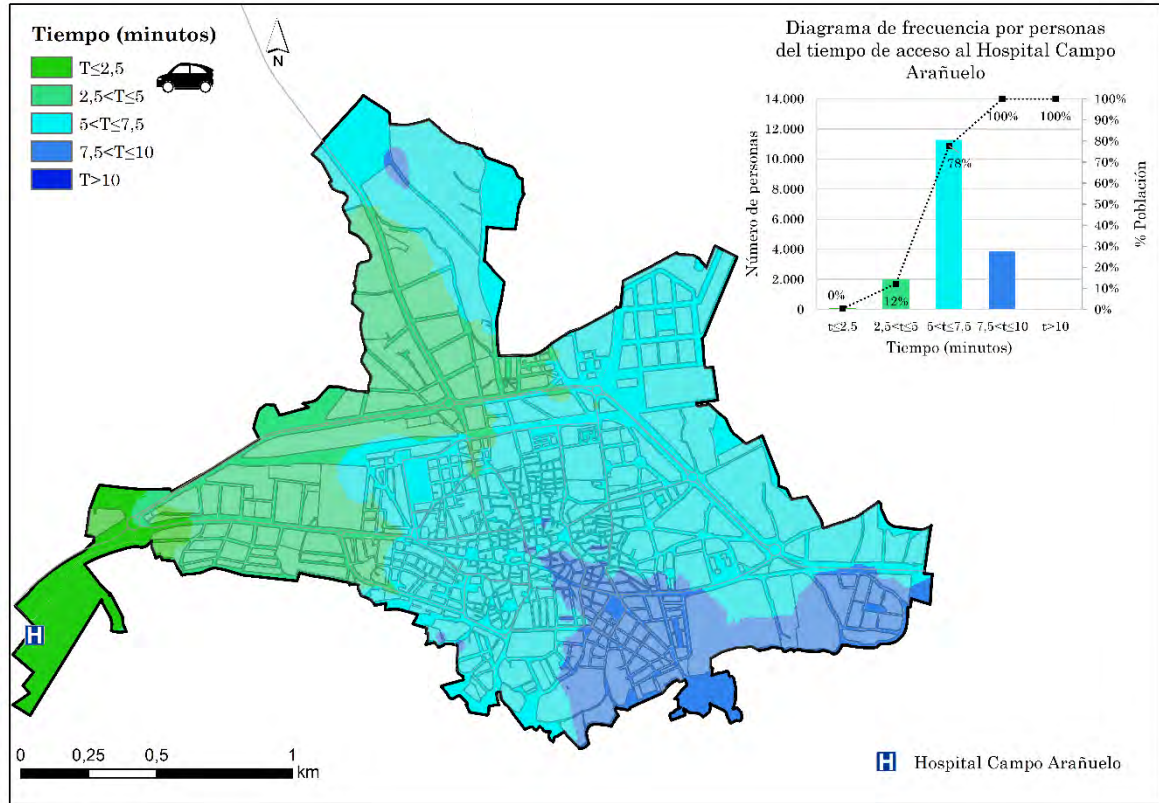 Tiempo (minutos)
T≤2,5
2,5<T≤5
5<T≤7,5
7,5<T≤10
T>10
N
Diagrama de frecuencia por personas
del tiempo de acceso al Hospital Campo
Arañuelo
Número de personas
14.000
12.000
10.000
8.000
6.000
4.000
2.000
0
0%
12%
78%
100%
100%
100%
90%
80%
70%
60%
50%
40%
30%
20%
10%
0%
% Población
t≤2,5
2,5<t≤5
5<t≤7,5
7,5<t≤10
t>10
Tiempo (minutos)
H
0 0,25 0,5 1
km
H Hospital Campo Arañuelo